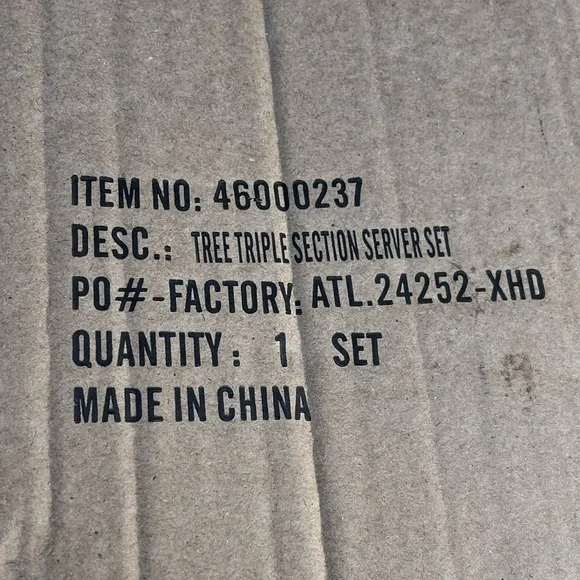 ITEM NO: 46000237
DESC.: TREE TRIPLE SECTION SERVER SET
PO#-FACTORY: ATL.24252-XHD
QUANTITY: 1 SET
MADE IN CHINA